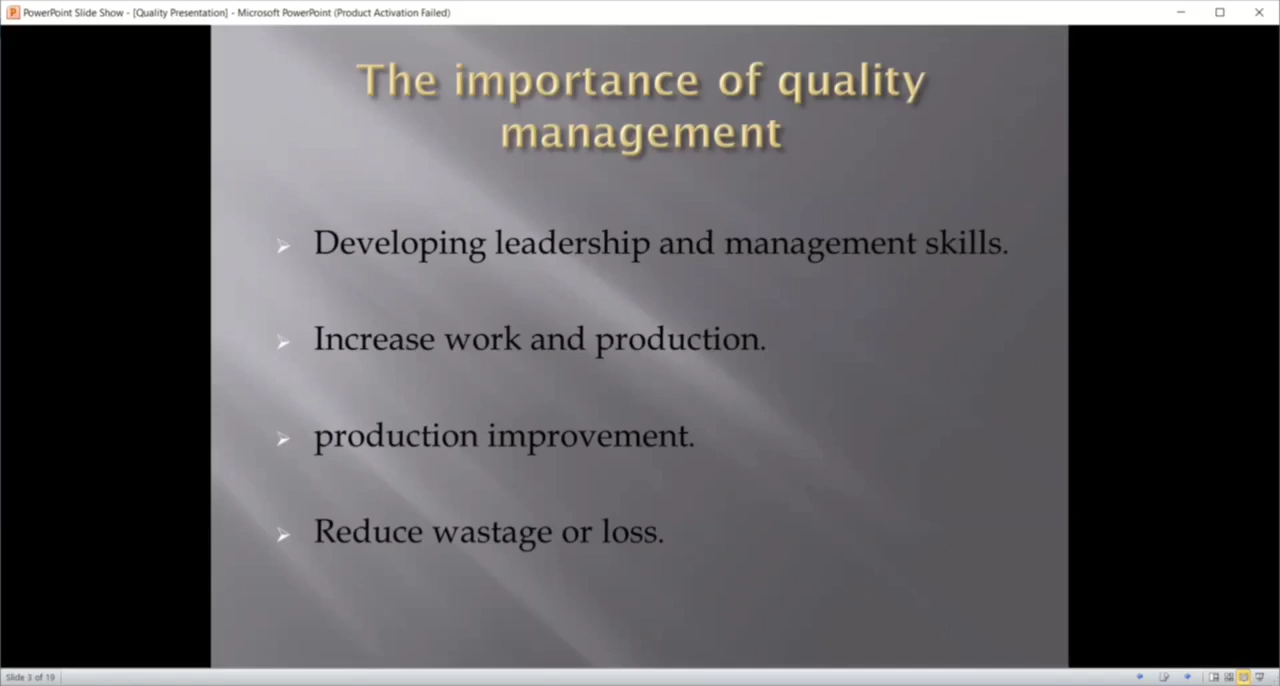 PowerPoint Slide Show - [Quality Presentation] - Microsoft PowerPoint (Product Activation Failed)
The importance of quality
management
Developing leadership and management skills.
Increase work and production.
production improvement.
Reduce wastage or loss.
Slide 3 of 19